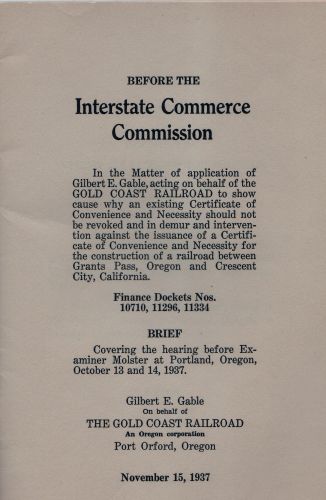 BEFORE THE
Interstate Commerce
Commission
In the Matter of application of
Gilbert E. Gable, acting on behalf of the
GOLD COAST RAILROAD to show
cause why an existing Certificate of
Convenience and Necessity should not
be revoked and in demur and interven-
tion against the issuance of a Certifi-
cate of Convenience and Necessity for
the construction of a railroad between
Grants Pass, Oregon and Crescent
City, California.
Finance Dockets Nos.
10710, 11296, 11334
BRIEF
Covering the hearing before Ex-
aminer Molster at Portland, Oregon,
October 13 and 14, 1937.
Gilbert E. Gable
On behalf of
THE GOLD COAST RAILROAD
An Oregon corporation
Port Orford, Oregon
November 15, 1937